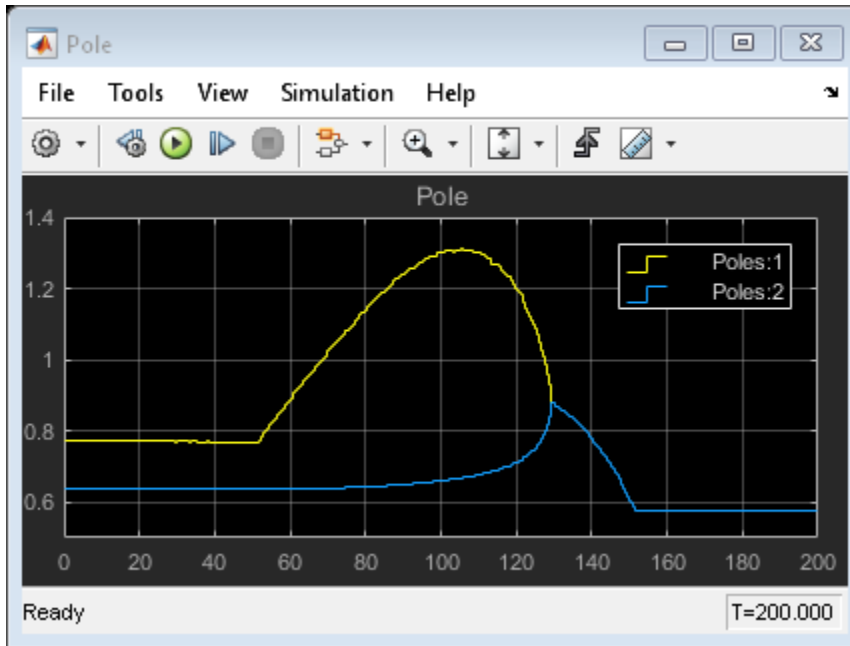 Pole
File Tools View Simulation Help
Pole
1.4
1.2
1
0.8
0.6
Poles:1
Poles:2
0 20 40 60 80 100 120 140 160 180 200
Ready T=200.000